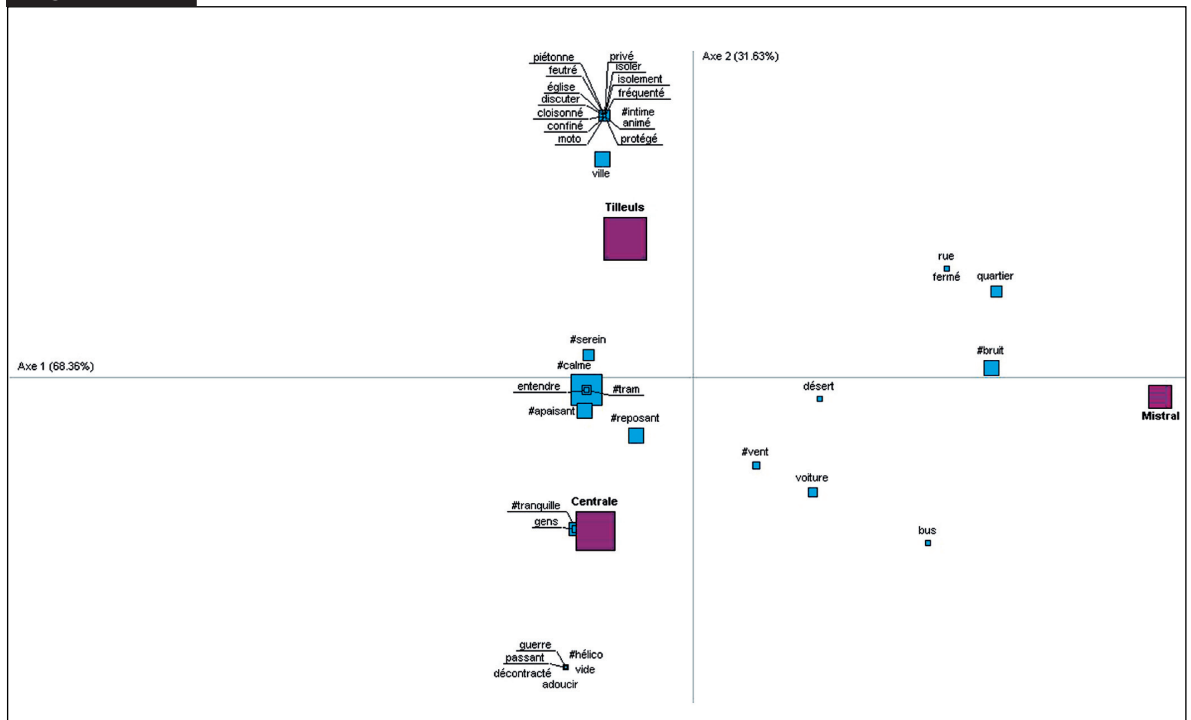 piétonne
privé
Axe 2 (31.63%)
feutré
isoler
isolement
église
fréquenté
discuter
#intime
cloisonné
animé
confiné
moto
protégé
ville
Tilleuls
rue
fermé
quartier
#serein
#bruit
#calme
Axe 1 (68.36%)
entendre
#tram
désert
Mistral
#apaisant
#reposant
#vent
voiture
#tranquille
Centrale
gens
bus
guerre
#hélico
passant
vide
décontracté
adoucir